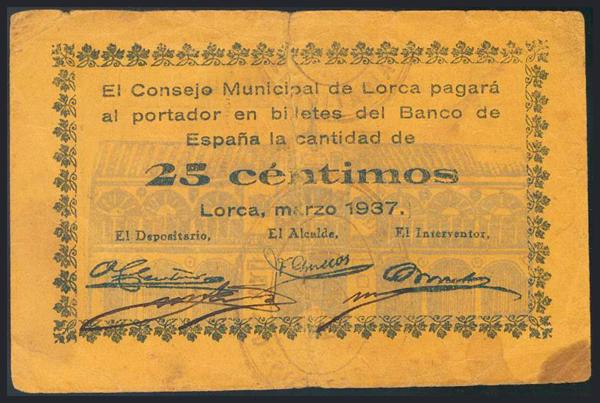 El Consejo Municipal de Lorca pagará
al portador en billetes del Banco de
España la cantidad de
25 céntimos
Lorca, marzo 1937.
El Depositario, El Alcalde, El Interventor,